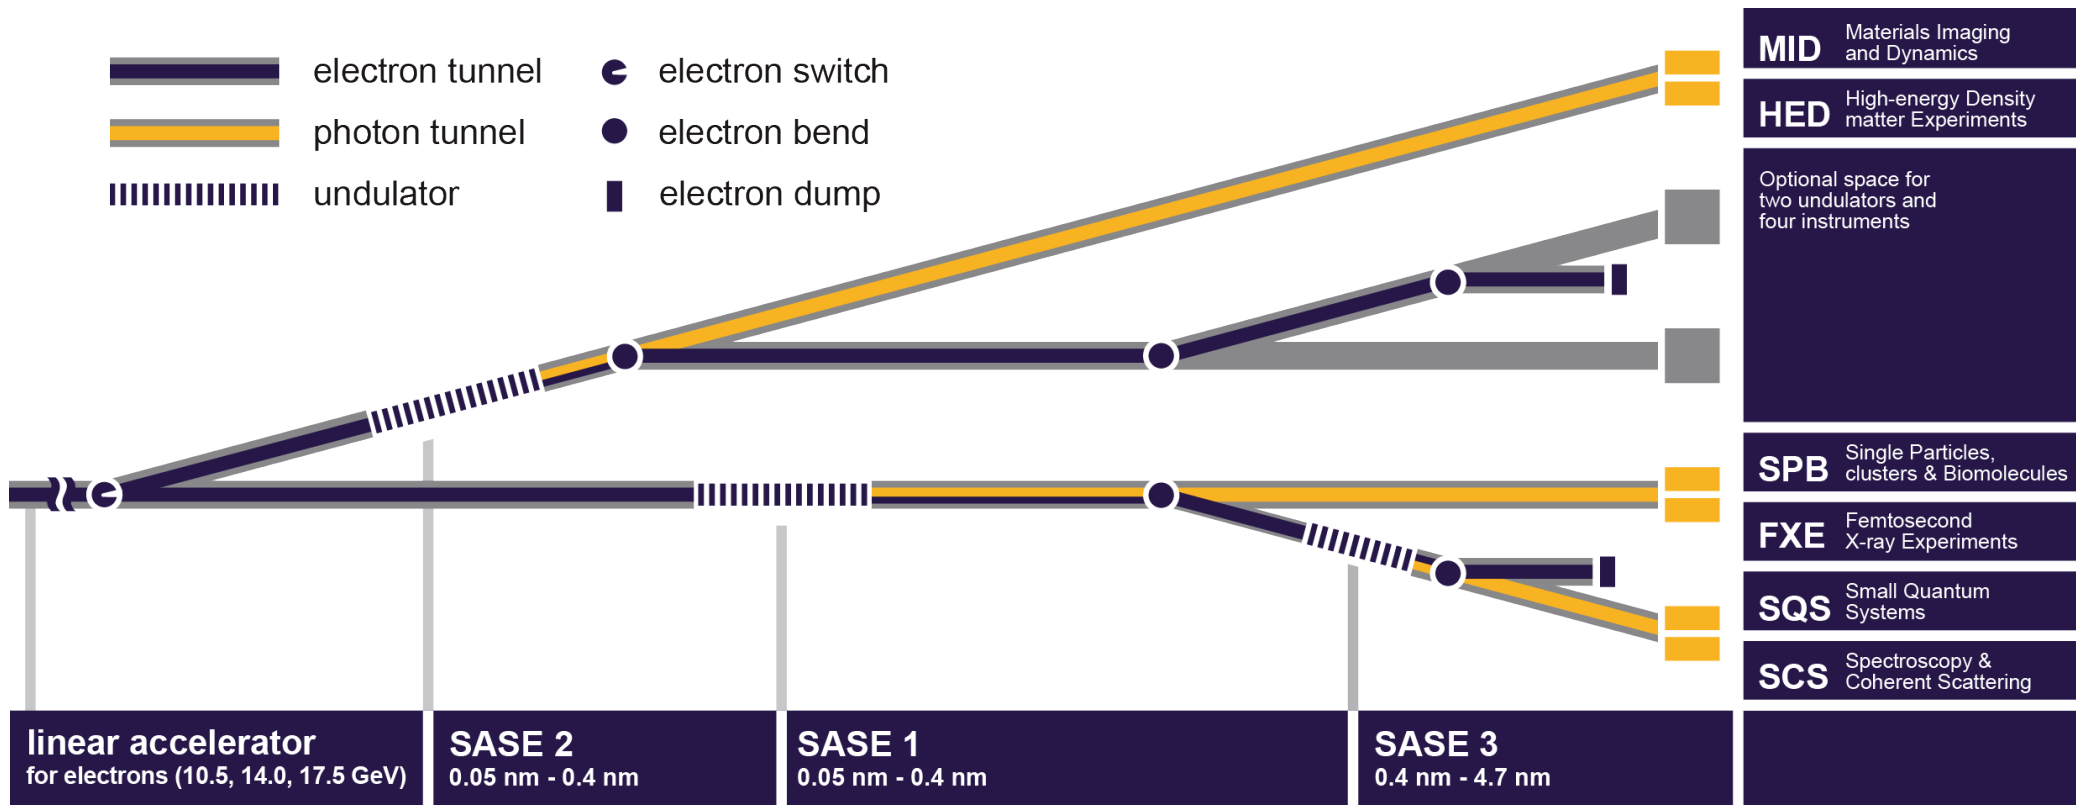 electron tunnel
electron switch
photon tunnel
electron bend
undulator
electron dump
MID
Materials Imaging
and Dynamics
HED
High-energy Density
matter Experiments
Optional space for
two undulators and
four instruments
SPB
Single Particles,
clusters & Biomolecules
FXE
Femtosecond
X-ray Experiments
SQS
Small Quantum
Systems
SCS
Spectroscopy &
Coherent Scattering
linear accelerator
for electrons (10.5, 14.0, 17.5 GeV)
SASE 2
0.05 nm - 0.4 nm
SASE 1
0.05 nm - 0.4 nm
SASE 3
0.4 nm - 4.7 nm